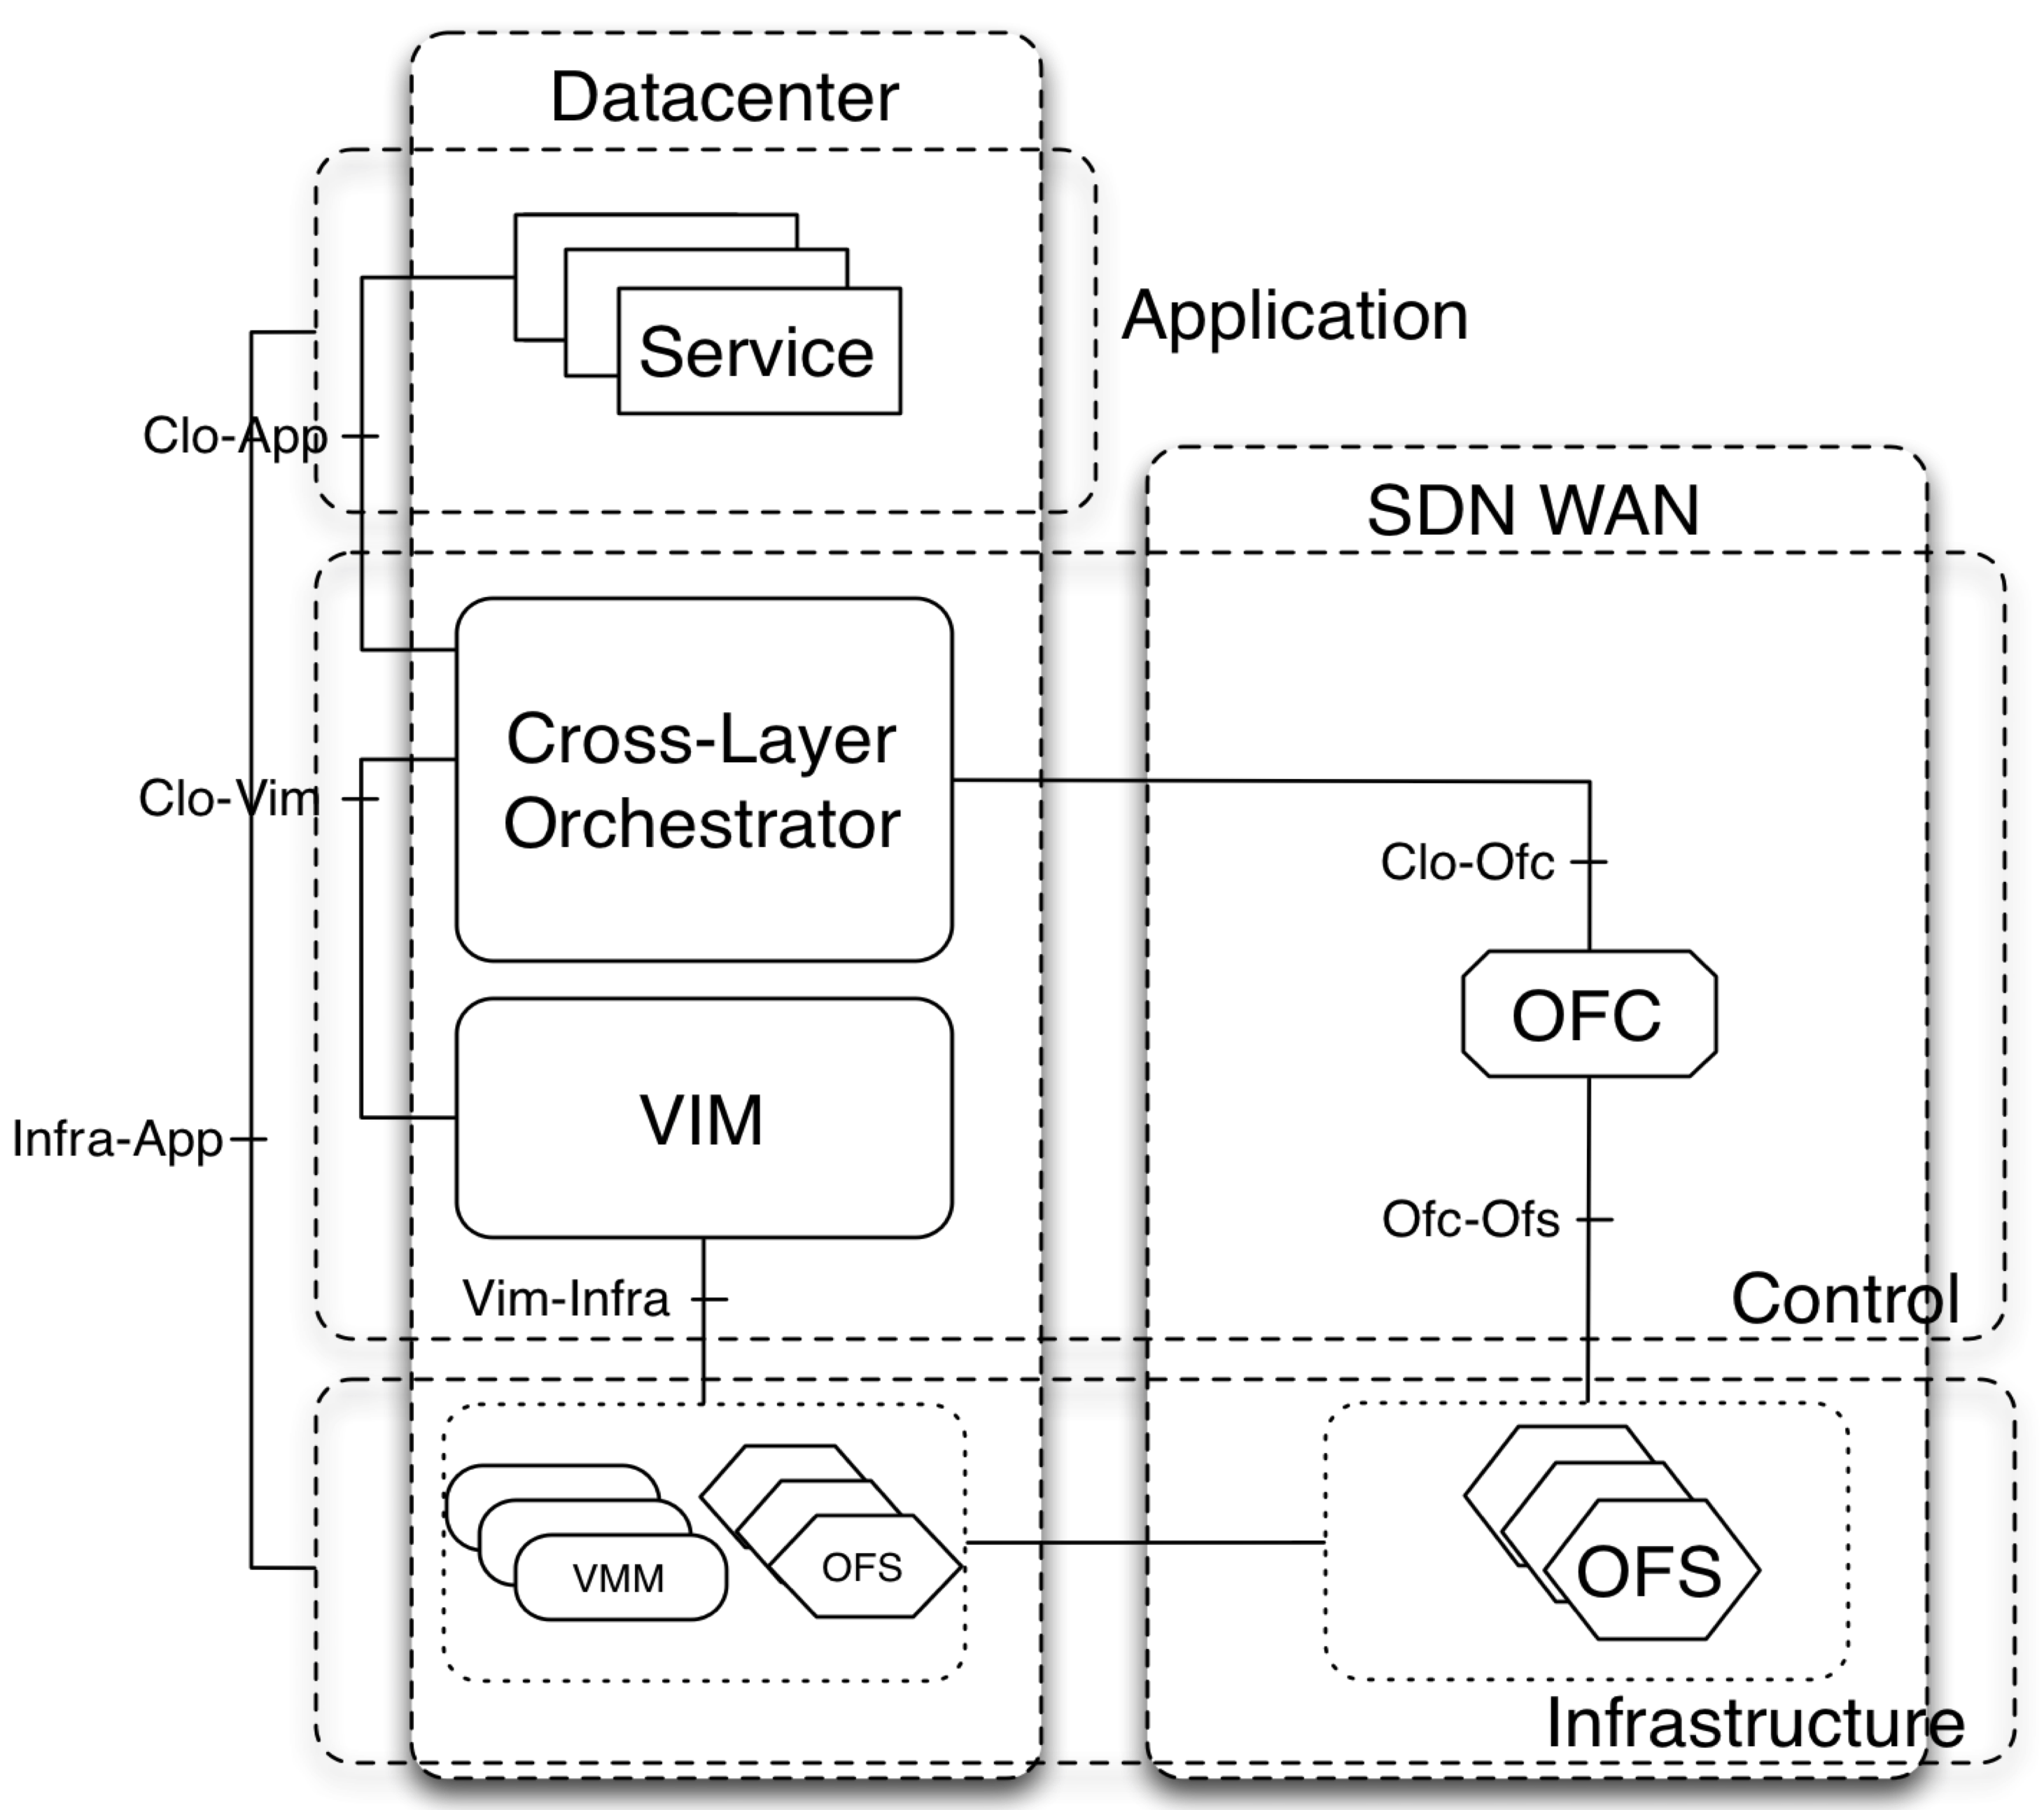 Datacenter
Service
Application
Clo-App
SDN WAN
Cross-Layer
Orchestrator
Clo-Vim
Clo-Ofc
OFC
VIM
Infra-App
Ofc-Ofs
Vim-Infra
Control
VMM
OFS
OFS
Infrastructure